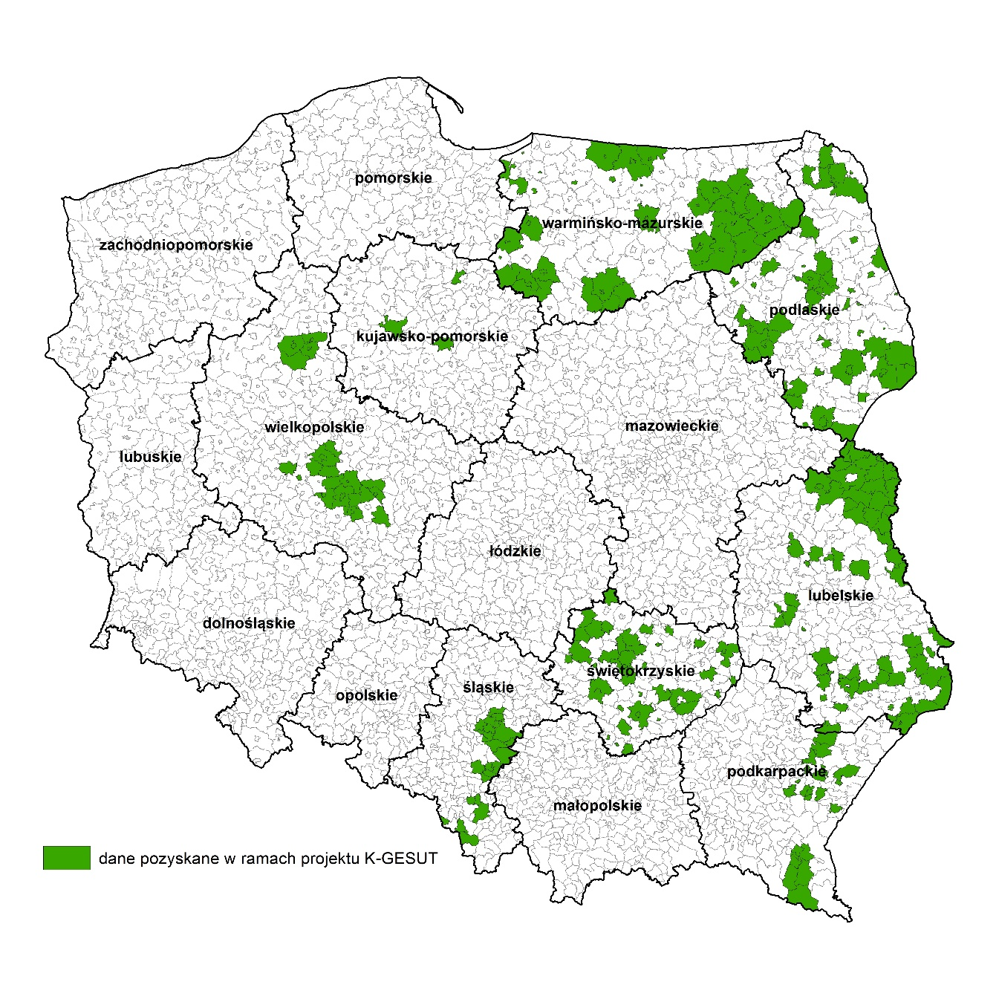 pomorskie
warmińsko-mazurskie
zachodniopomorskie
podlaskie
kujawsko-pomorskie
mazowieckie
wielkopolskie
lubuskie
łódzkie
lubelskie
dolnośląskie
świętokrzyskie
śląskie
opolskie
podkarpackie
małopolskie
dane pozyskane w ramach projektu K-GESUT